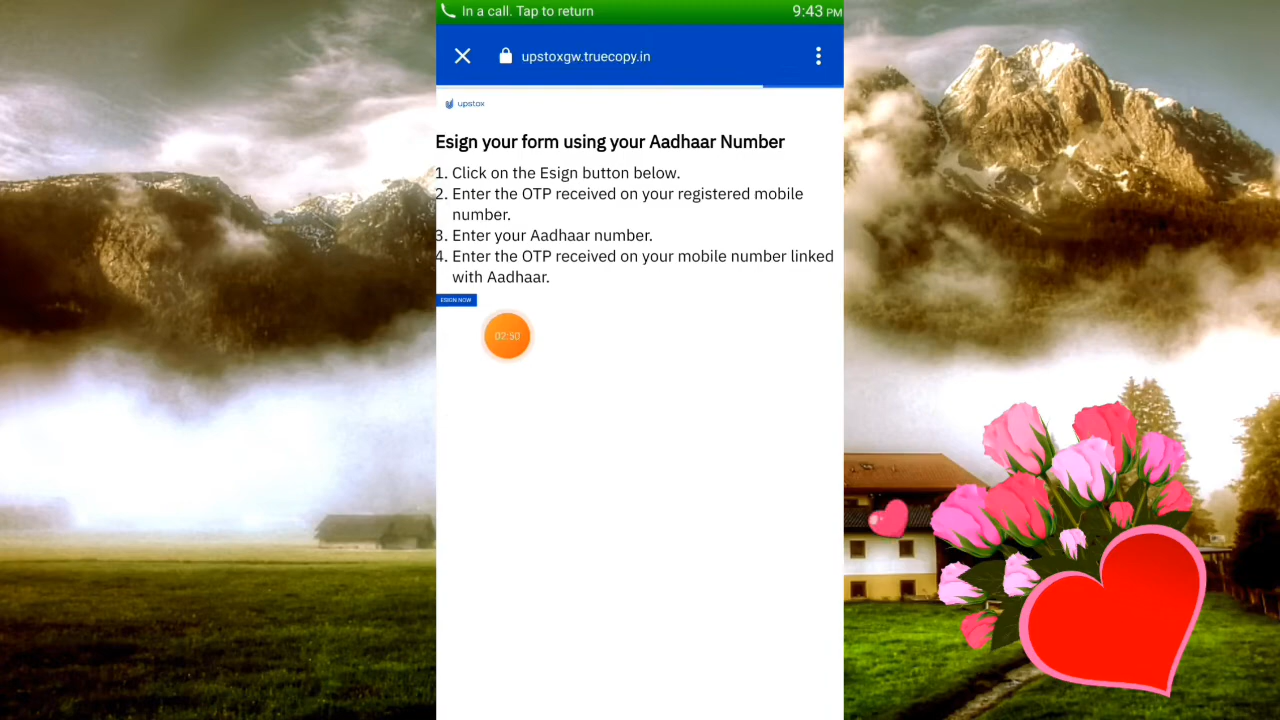 In a call. Tap to return 9:43 PM
upstoxgw.truecopy.in
upstox
Esign your form using your Aadhaar Number
1. Click on the Esign button below.
2. Enter the OTP received on your registered mobile
number.
3. Enter your Aadhaar number.
4. Enter the OTP received on your mobile number linked
with Aadhaar.
ESIGN NOW
02:50